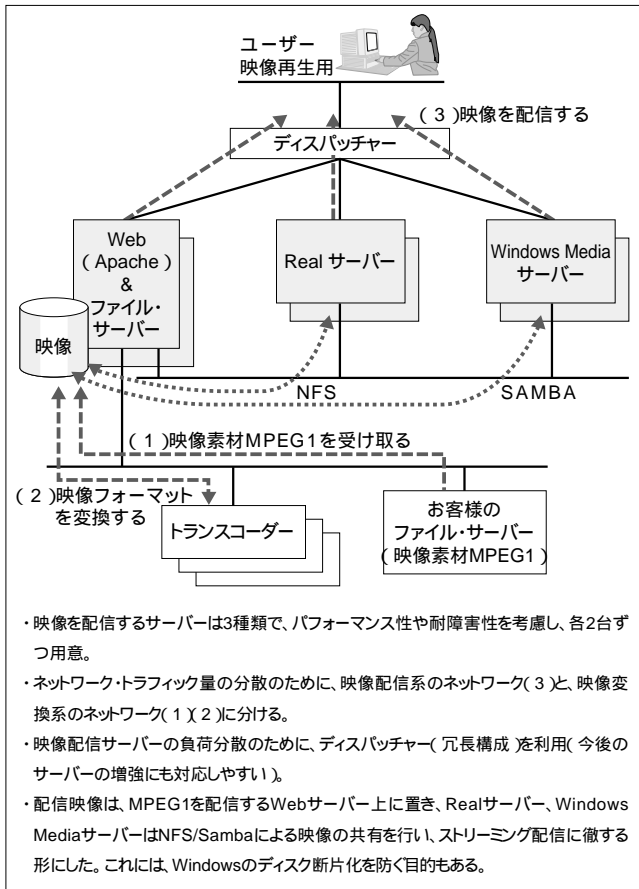 ユーザー
映像再生用
(3)映像を配信する
ディスパッチャー
Web
(Apache)
&
ファイル・
サーバー
Real サーバー
Windows Media
サーバー
映像
NFS
SAMBA
(1)映像素材MPEG1を受け取る
(2)映像フォーマット
を変換する
トランスコーダー
お客様の
ファイル・サーバー
(映像素材MPEG1)
・映像を配信するサーバーは3種類で、パフォーマンス性や耐障害性を考慮し、各2台ず
つ用意。
・ネットワーク・トラフィック量の分散のために、映像配信系のネットワーク(3)と、映像変
換系のネットワーク(1)(2)に分ける。
・映像配信サーバーの負荷分散のために、ディスパッチャー(冗長構成)を利用(今後の
サーバーの増強にも対応しやすい)。
・配信映像は、MPEG1を配信するWebサーバー上に置き、Realサーバー、Windows
MediaサーバーはNFS/Sambaによる映像の共有を行い、ストリーミング配信に徹する
形にした。これには、Windowsのディスク断片化を防ぐ目的もある。